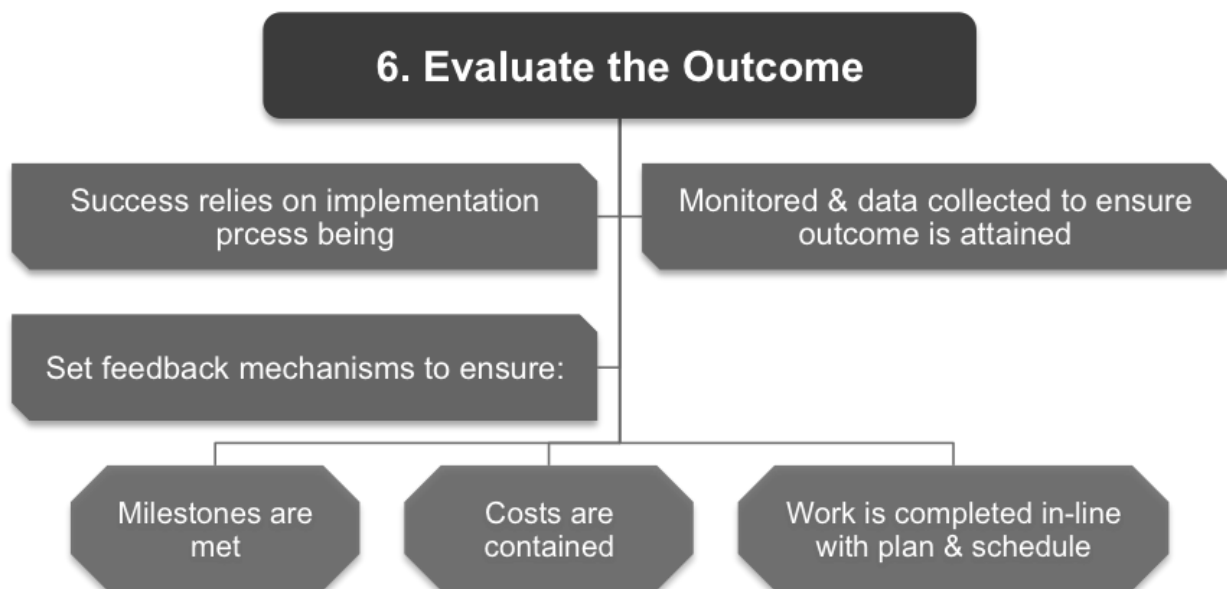 6. Evaluate the Outcome
Success relies on implementation
prcess being
Monitored & data collected to ensure
outcome is attained
Set feedback mechanisms to ensure:
Milestones are
met
Costs are
contained
Work is completed in-line
with plan & schedule